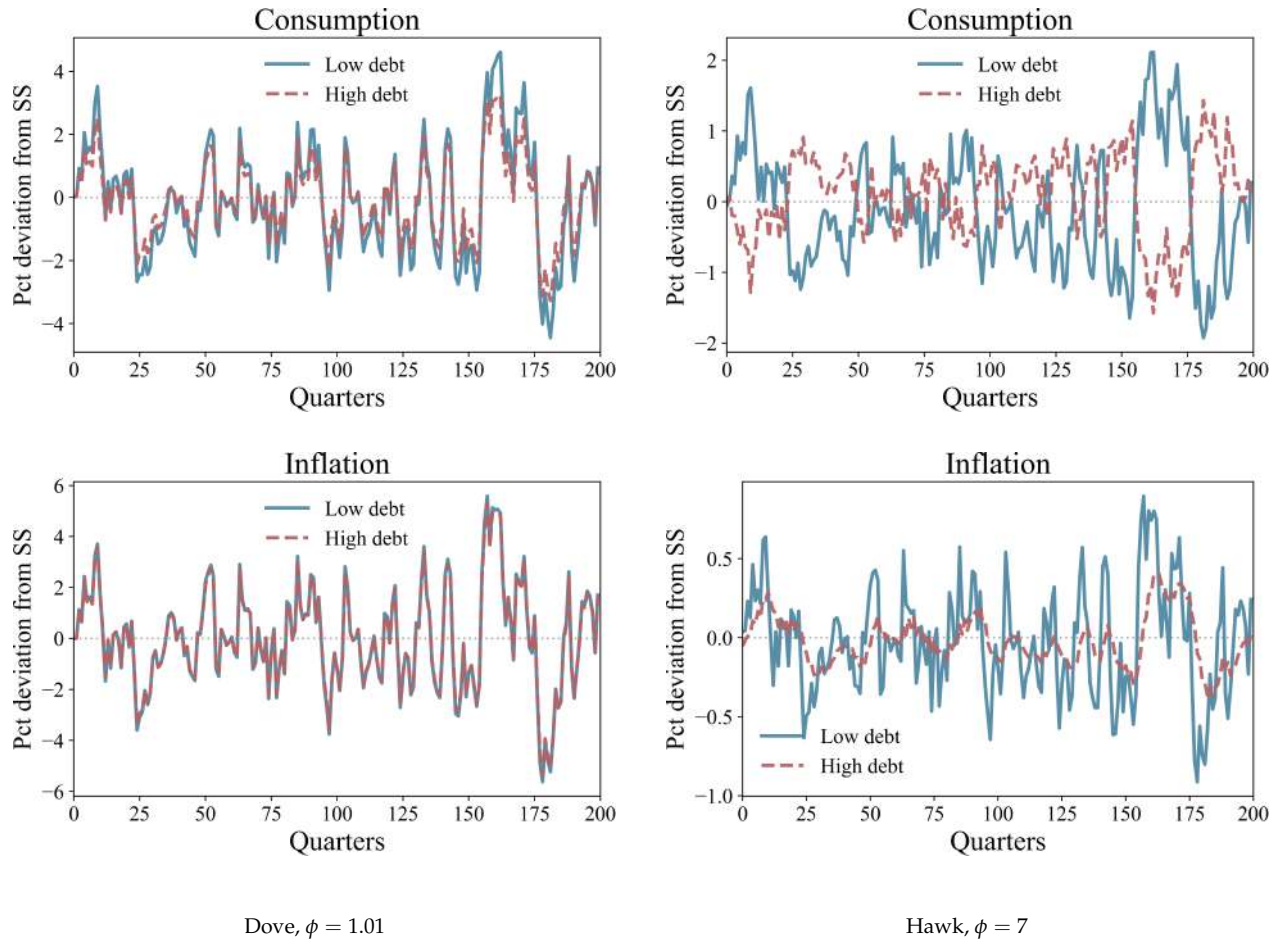 Consumption
Pct deviation from SS
4
2
0
−2
−4
Low debt
High debt
0 25 50 75 100 125 150 175 200
Quarters
Consumption
Pct deviation from SS
2
1
0
−1
−2
Low debt
High debt
0 25 50 75 100 125 150 175 200
Quarters
Inflation
Pct deviation from SS
6
4
2
0
−2
−4
−6
Low debt
High debt
0 25 50 75 100 125 150 175 200
Quarters
Inflation
Pct deviation from SS
0.5
0.0
−0.5
−1.0
Low debt
High debt
0 25 50 75 100 125 150 175 200
Quarters
Dove, ϕ = 1.01
Hawk, ϕ = 7